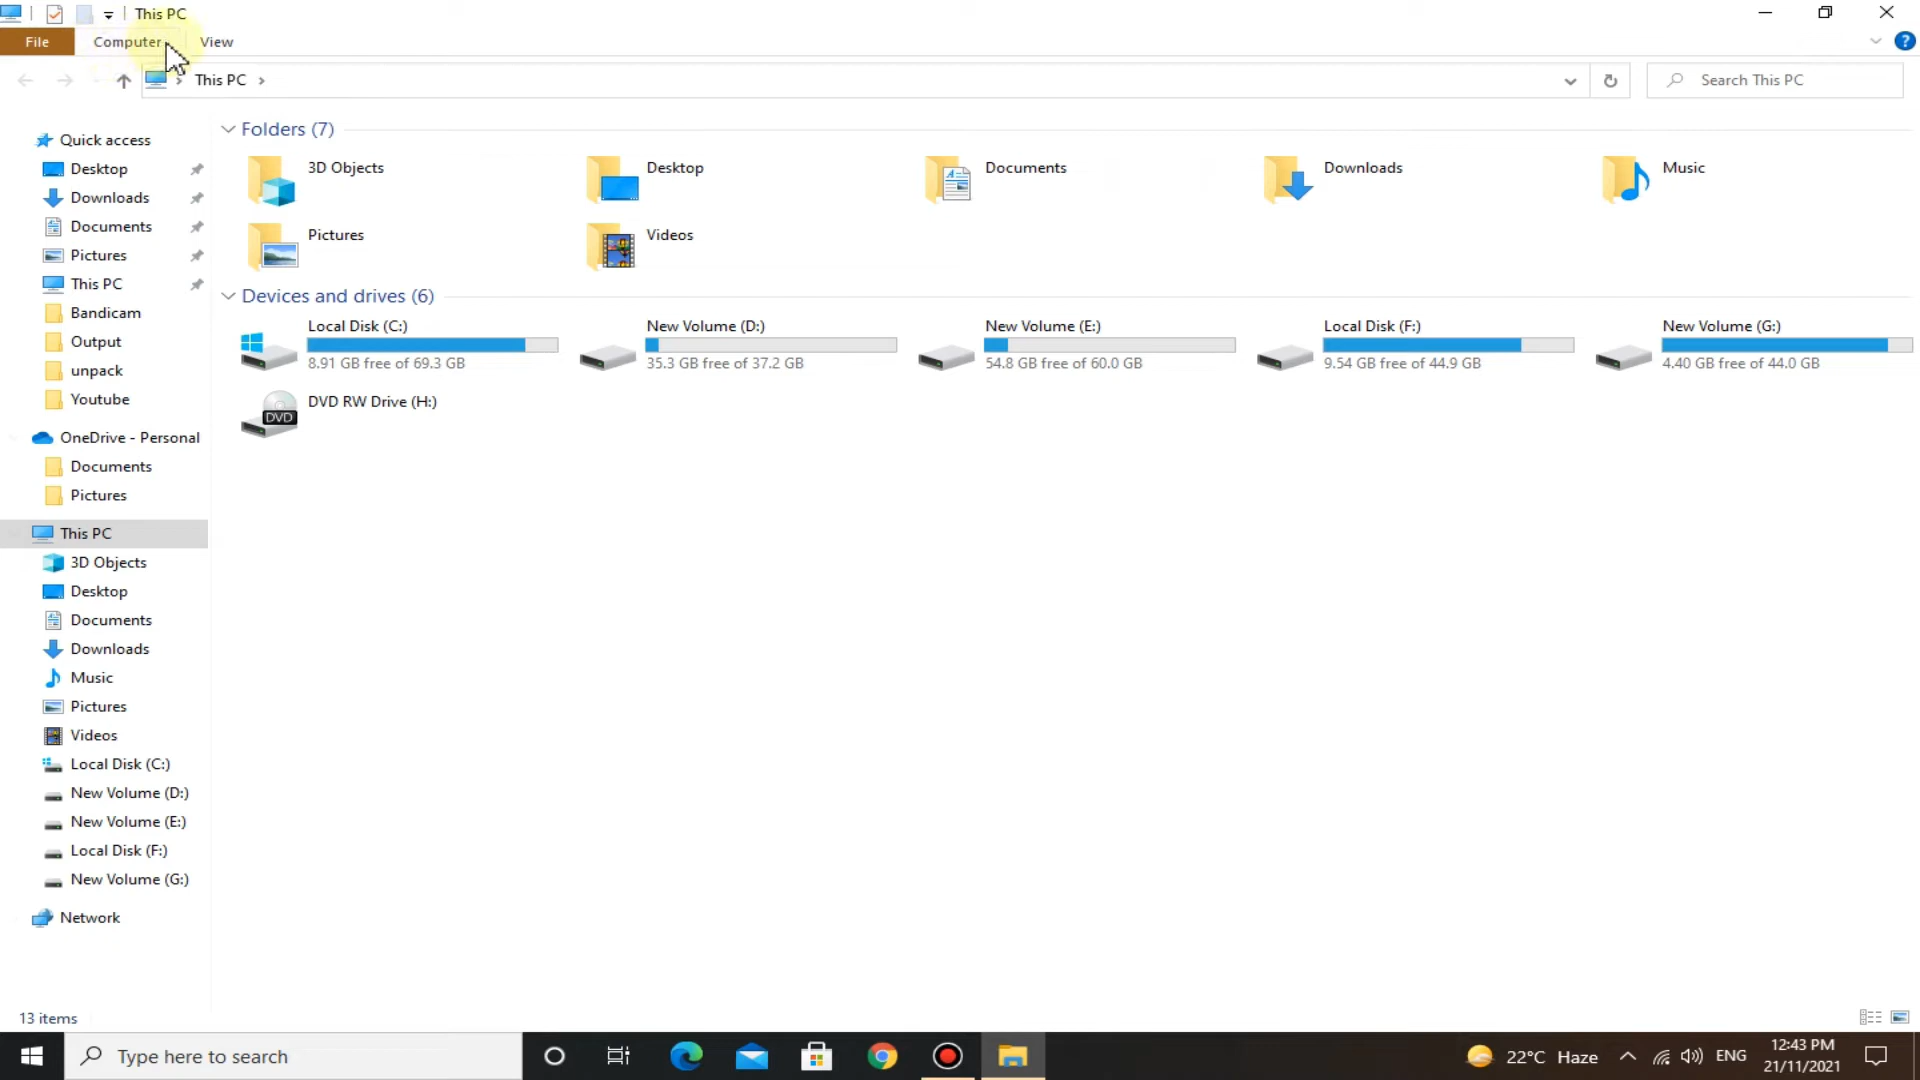 This PC
File
Computer
View
This PC
Search This PC
Quick access
Desktop
Downloads
Documents
Pictures
This PC
Bandicam
Output
unpack
Youtube
OneDrive - Personal
Documents
Pictures
This PC
3D Objects
Desktop
Documents
Downloads
Music
Pictures
Videos
Local Disk (C:)
New Volume (D:)
New Volume (E:)
Local Disk (F:)
New Volume (G:)
Network
Folders (7)
3D Objects
Desktop
Documents
Downloads
Music
Pictures
Videos
Devices and drives (6)
Local Disk (C:)
8.91 GB free of 69.3 GB
New Volume (D:)
35.3 GB free of 37.2 GB
New Volume (E:)
54.8 GB free of 60.0 GB
Local Disk (F:)
9.54 GB free of 44.9 GB
New Volume (G:)
4.40 GB free of 44.0 GB
DVD
DVD RW Drive (H:)
13 items
Type here to search
22°C Haze
ENG
12:43 PM
21/11/2021